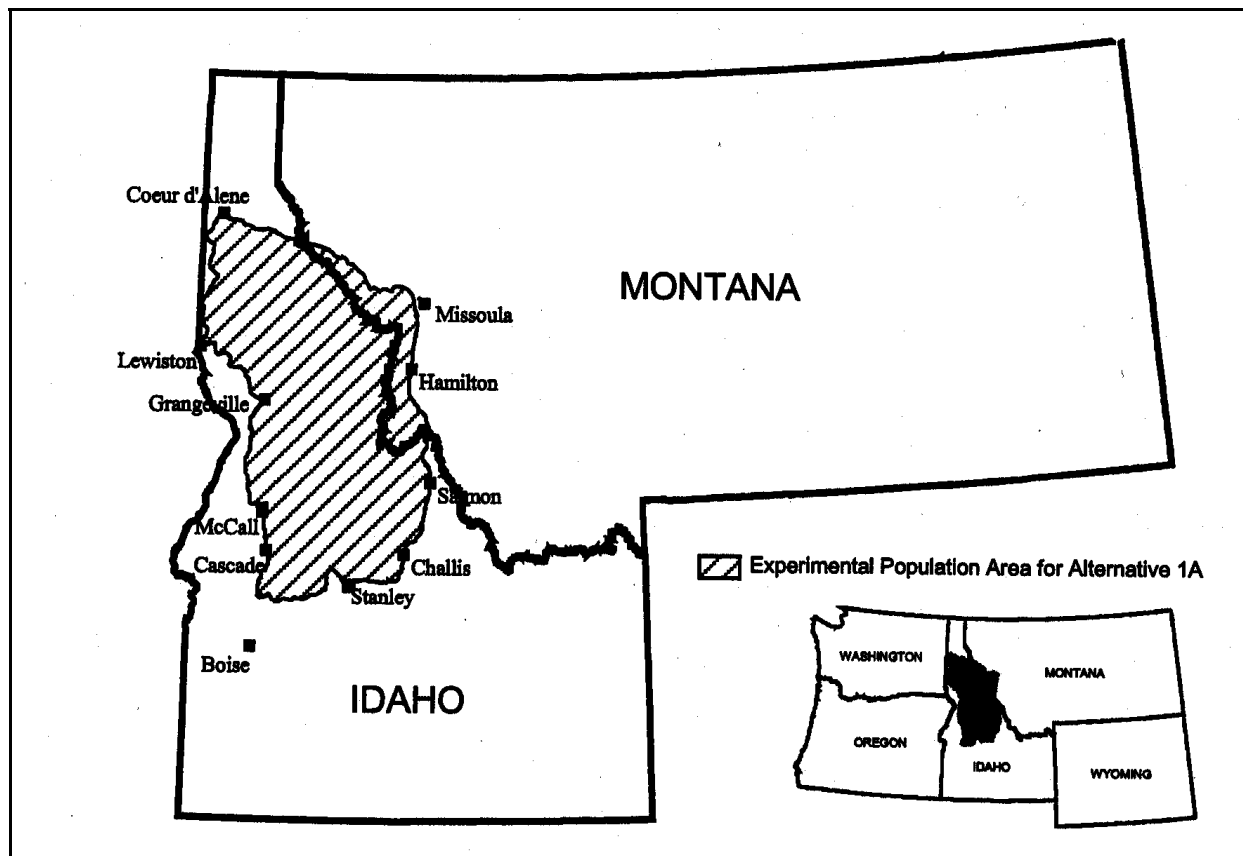 Coeur d'Alene
MONTANA
Missoula
Lewiston
Hamilton
Grangeville
Salmon
McCall
Cascade
Challis
Experimental Population Area for Alternative 1A
Stanley
Boise
IDAHO
WASHINGTON
MONTANA
OREGON
IDAHO
WYOMING